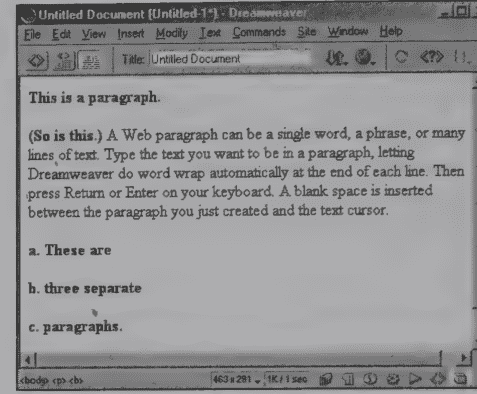 Untitled Document (Untitled-1*) - Dreamweaver
File Edit View Insert Modify Text Commands Site Window Help
Title: Untitled Document
This is a paragraph.
(So is this.) A Web paragraph can be a single word, a phrase, or many
lines of text. Type the text you want to be in a paragraph, letting
Dreamweaver do word wrap automatically at the end of each line. Then
press Return or Enter on your keyboard. A blank space is inserted
between the paragraph you just created and the text cursor.
a. These are
b. three separate
c. paragraphs.
<body> <p> <b> 463 x 291 1K / 1 sec